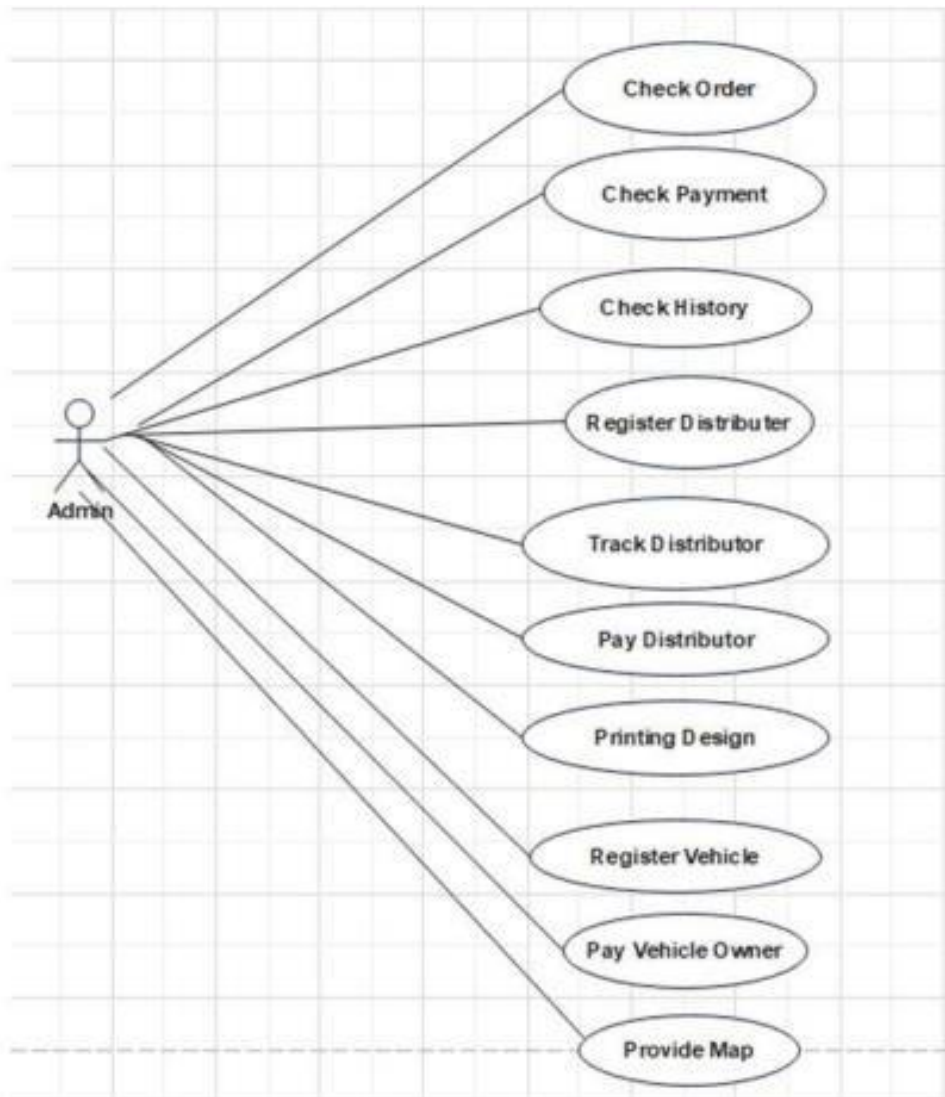 Check Order
Check Payment
Check History
Register Distributer
Track Distributor
Admin
Pay Distributor
Printing Design
Register Vehicle
Pay Vehicle Owner
Provide Map